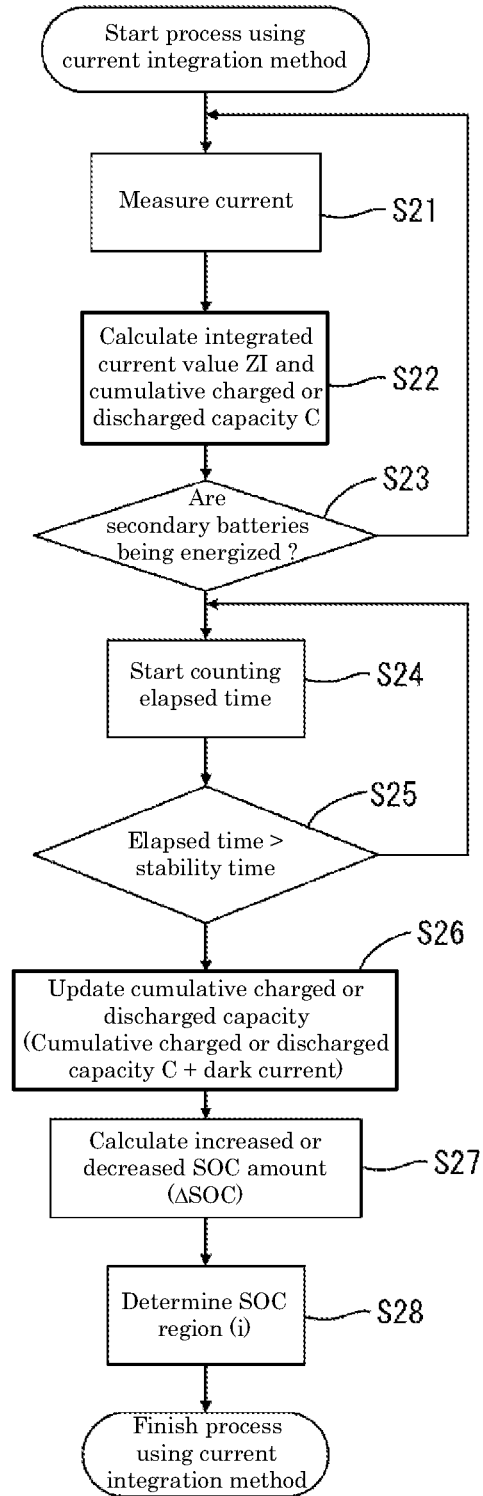 Start process using
current integration method
Measure current
S21
Calculate integrated
current value ZI and
cumulative charged or
discharged capacity C
S22
S23
Are
secondary batteries
being energized ?
Start counting
elapsed time
S24
S25
Elapsed time >
stability time
S26
Update cumulative charged or
discharged capacity
(Cumulative charged or discharged
capacity C + dark current)
Calculate increased or
decreased SOC amount
(ΔSOC)
S27
Determine SOC
region (i)
S28
Finish process
using current
integration method